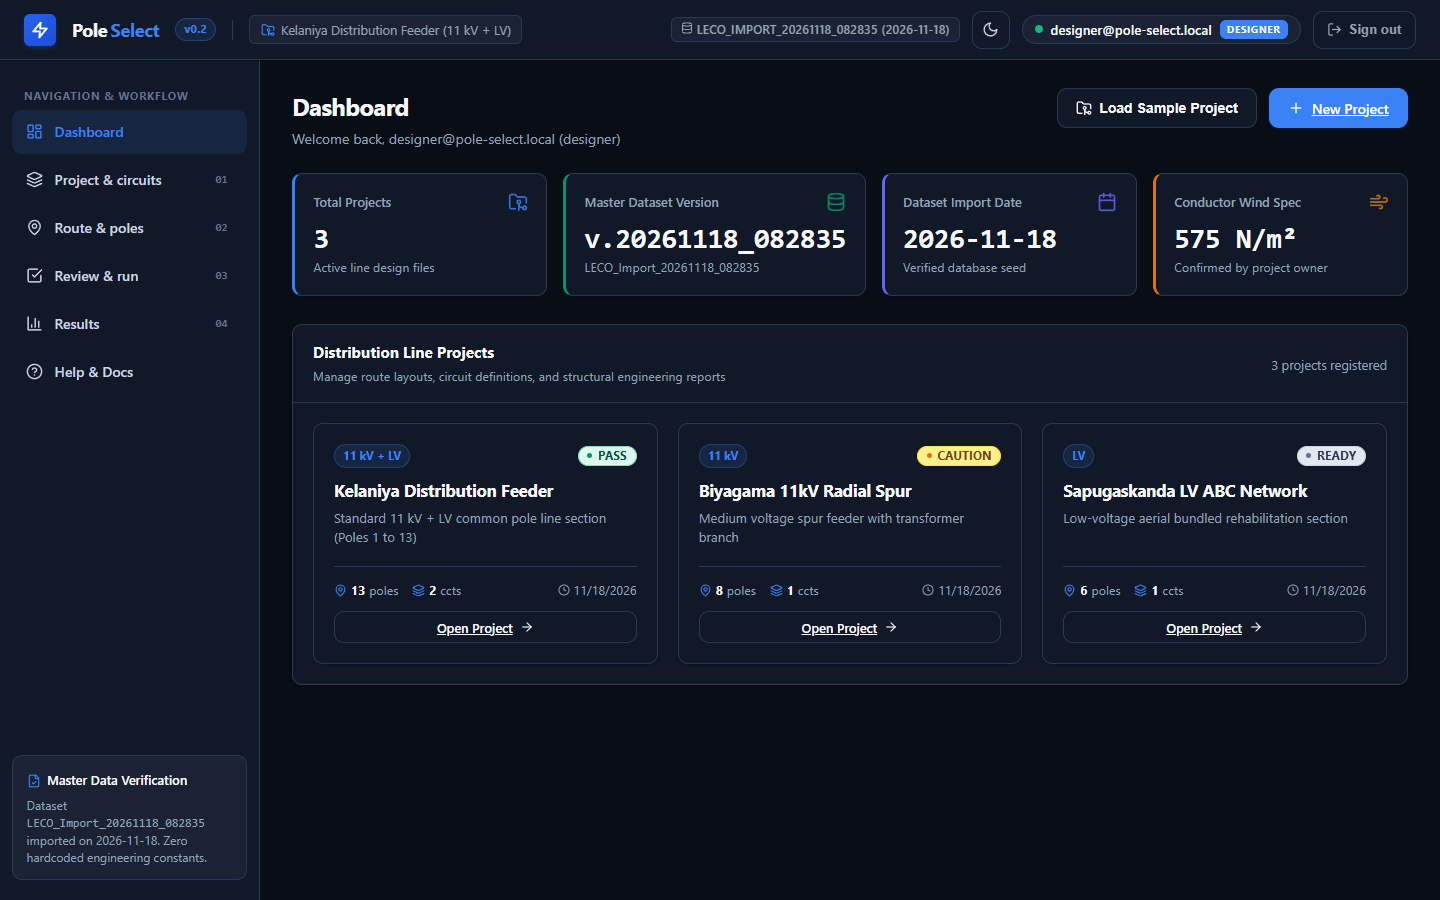 Pole Select v0.2
Kelaniya Distribution Feeder (11 kV + LV)
LECO_IMPORT_20261118_082835 (2026-11-18)
designer@pole-select.local DESIGNER
Sign out
NAVIGATION & WORKFLOW
Dashboard
Project & circuits 01
Route & poles 02
Review & run 03
Results 04
Help & Docs
Master Data Verification
Dataset
LECO_Import_20261118_082835
imported on 2026-11-18. Zero
hardcoded engineering constants.
Dashboard
Welcome back, designer@pole-select.local (designer)
Load Sample Project
New Project
Total Projects
3
Active line design files
Master Dataset Version
v.20261118_082835
LECO_Import_20261118_082835
Dataset Import Date
2026-11-18
Verified database seed
Conductor Wind Spec
575 N/m²
Confirmed by project owner
Distribution Line Projects
Manage route layouts, circuit definitions, and structural engineering reports
3 projects registered
11 kV + LV
PASS
Kelaniya Distribution Feeder
Standard 11 kV + LV common pole line section
(Poles 1 to 13)
13 poles 2 ccts 11/18/2026
Open Project
11 kV
CAUTION
Biyagama 11kV Radial Spur
Medium voltage spur feeder with transformer
branch
8 poles 1 ccts 11/18/2026
Open Project
LV
READY
Sapugaskanda LV ABC Network
Low-voltage aerial bundled rehabilitation section
6 poles 1 ccts 11/18/2026
Open Project